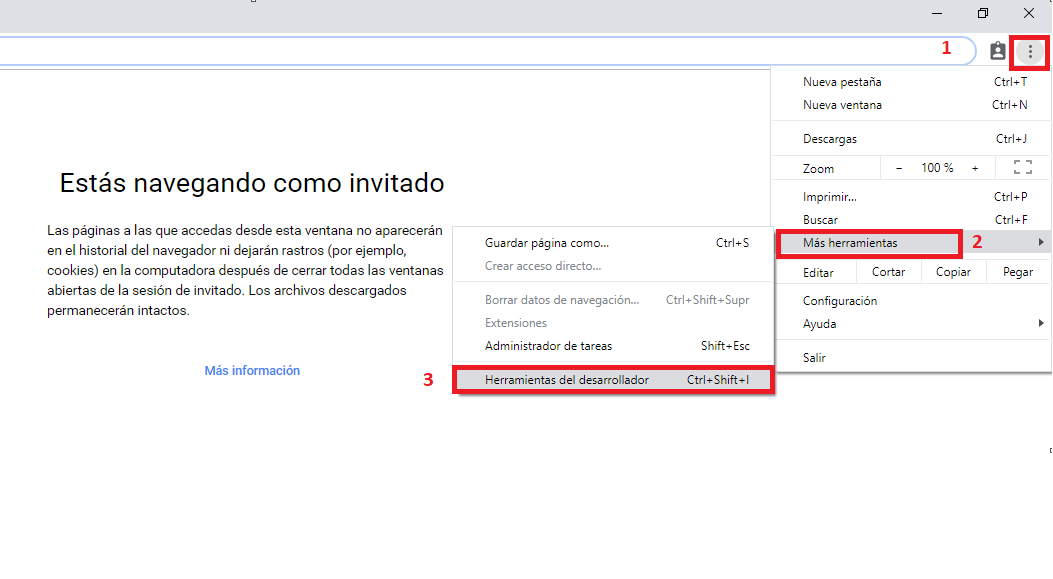 1
Nueva pestaña Ctrl+T
Nueva ventana Ctrl+N
Descargas Ctrl+J
Zoom - 100 % +
Imprimir... Ctrl+P
Buscar Ctrl+F
Más herramientas 2
Editar Cortar Copiar Pegar
Configuración
Ayuda
Salir
Estás navegando como invitado
Las páginas a las que accedas desde esta ventana no aparecerán
en el historial del navegador ni dejarán rastros (por ejemplo,
cookies) en la computadora después de cerrar todas las ventanas
abiertas de la sesión de invitado. Los archivos descargados
permanecerán intactos.
Más información
Guardar página como... Ctrl+S
Crear acceso directo...
Borrar datos de navegación... Ctrl+Shift+Supr
Extensiones
Administrador de tareas Shift+Esc
3 Herramientas del desarrollador Ctrl+Shift+I